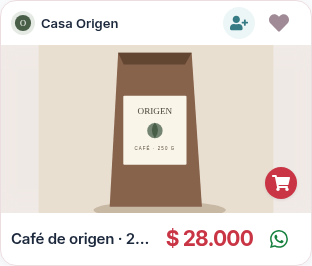 O
Casa Origen
ORIGEN
CAFÉ · 250 G
Café de origen · 2...
$ 28.000